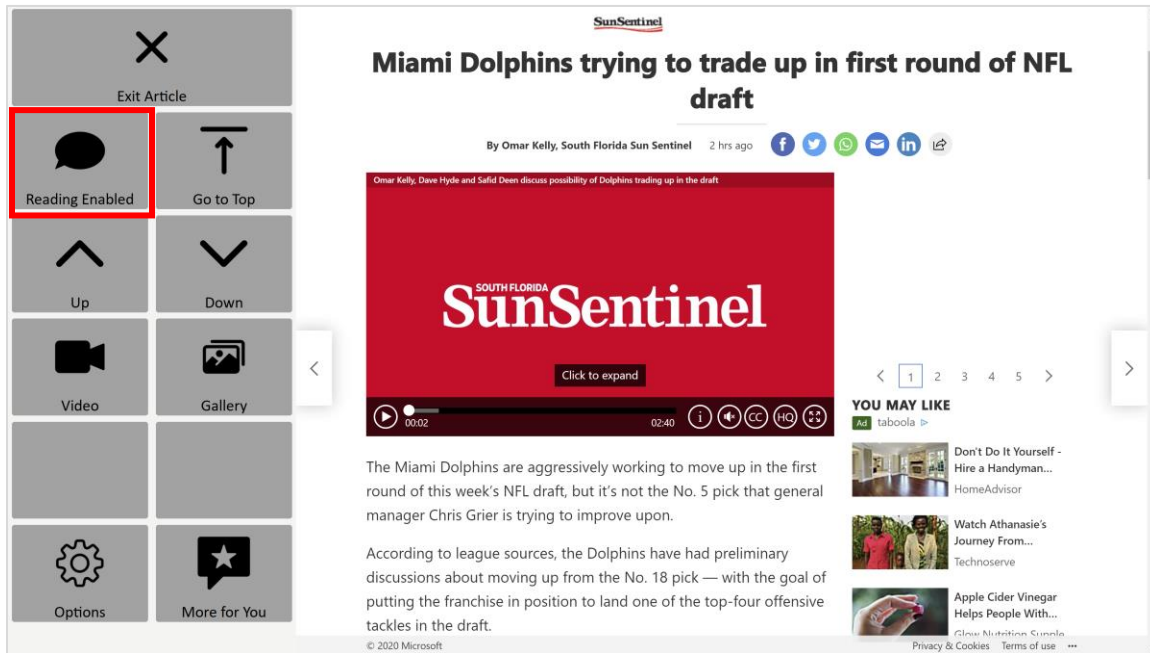 Exit Article
Reading Enabled
Go to Top
Up
Down
Video
Gallery
Options
More for You
SunSentinel
Miami Dolphins trying to trade up in first round of NFL
draft
By Omar Kelly, South Florida Sun Sentinel 2 hrs ago
Omar Kelly, Dave Hyde and Safid Deen discuss possibility of Dolphins trading up in the draft
SOUTH FLORIDA
SunSentinel
Click to expand
00:02
02:40
CC
HQ
The Miami Dolphins are aggressively working to move up in the first
round of this week's NFL draft, but it's not the No. 5 pick that general
manager Chris Grier is trying to improve upon.
According to league sources, the Dolphins have had preliminary
discussions about moving up from the No. 18 pick — with the goal of
putting the franchise in position to land one of the top-four offensive
tackles in the draft.
1 2 3 4 5
YOU MAY LIKE
Ad taboola
Don't Do It Yourself -
Hire a Handyman...
HomeAdvisor
Watch Athanasie's
Journey From...
Technoserve
Apple Cider Vinegar
Helps People With...
Glow Nutrition Supple
© 2020 Microsoft
Privacy & Cookies Terms of use ...